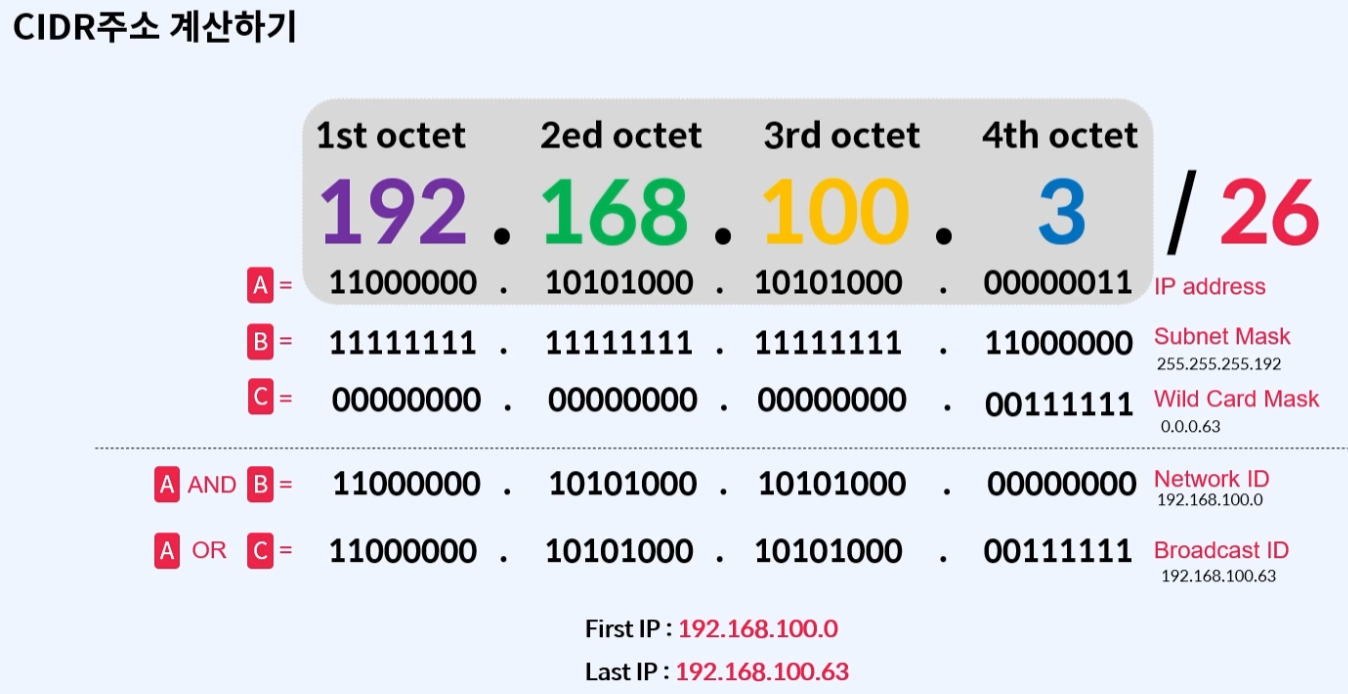 CIDR주소 계산하기
1st octet 2ed octet 3rd octet 4th octet
192 . 168 . 100 . 3 / 26
A = 11000000 . 10101000 . 10101000 . 00000011 IP address
B = 11111111 . 11111111 . 11111111 . 11000000 Subnet Mask
255.255.255.192
C = 00000000 . 00000000 . 00000000 . 00111111 Wild Card Mask
0.0.0.63
A AND B = 11000000 . 10101000 . 10101000 . 00000000 Network ID
192.168.100.0
A OR C = 11000000 . 10101000 . 10101000 . 00111111 Broadcast ID
192.168.100.63
First IP : 192.168.100.0
Last IP : 192.168.100.63